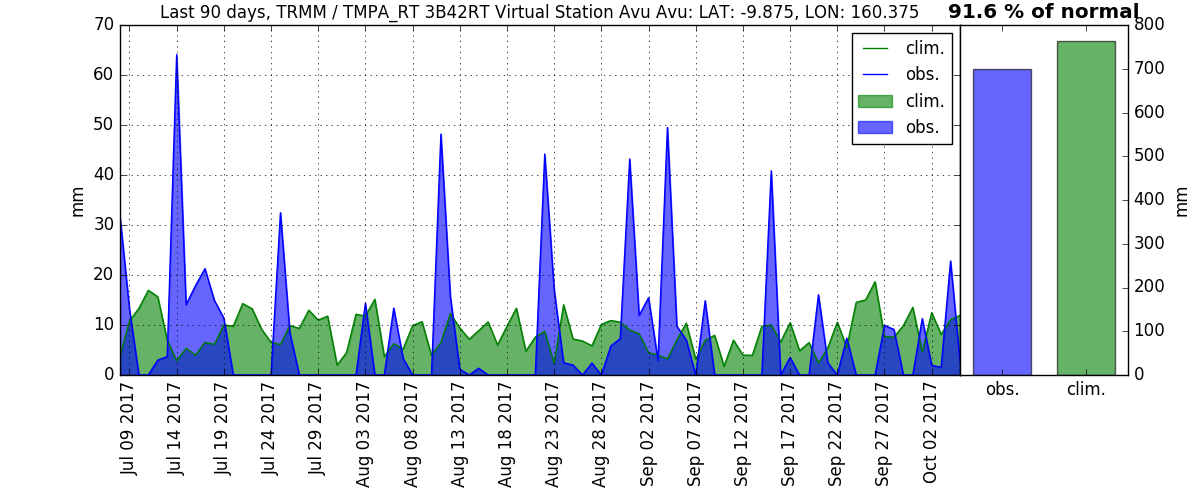 Last 90 days, TRMM / TMPA_RT 3B42RT Virtual Station Avu Avu: LAT: -9.875, LON: 160.375
91.6 % of normal
70
60
50
40
30
20
10
0
mm
clim.
obs.
clim.
obs.
800
700
600
500
400
300
200
100
0
mm
Jul 09 2017
Jul 14 2017
Jul 19 2017
Jul 24 2017
Jul 29 2017
Aug 03 2017
Aug 08 2017
Aug 13 2017
Aug 18 2017
Aug 23 2017
Aug 28 2017
Sep 02 2017
Sep 07 2017
Sep 12 2017
Sep 17 2017
Sep 22 2017
Sep 27 2017
Oct 02 2017
obs.
clim.